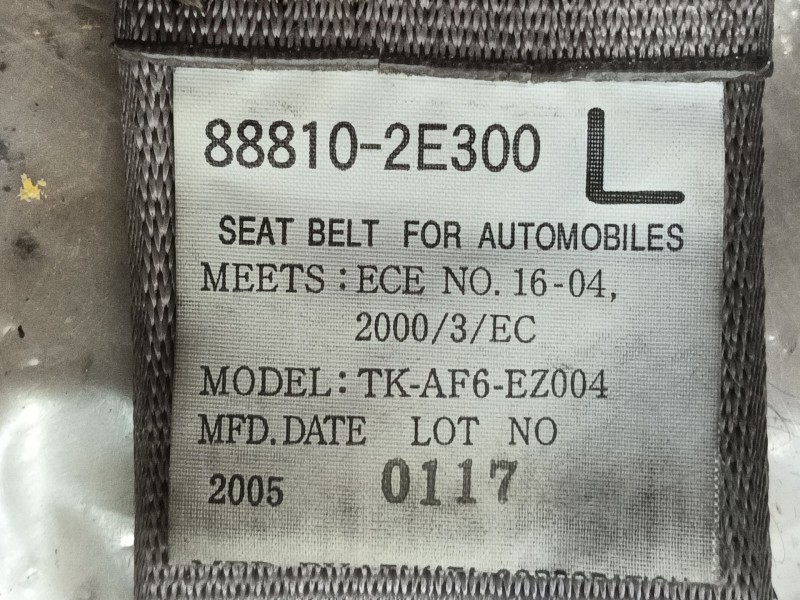 88810-2E300 L
SEAT BELT FOR AUTOMOBILES
MEETS : ECE NO. 16-04,
2000/3/EC
MODEL : TK-AF6-EZ004
MFD. DATE LOT NO
2005 0117